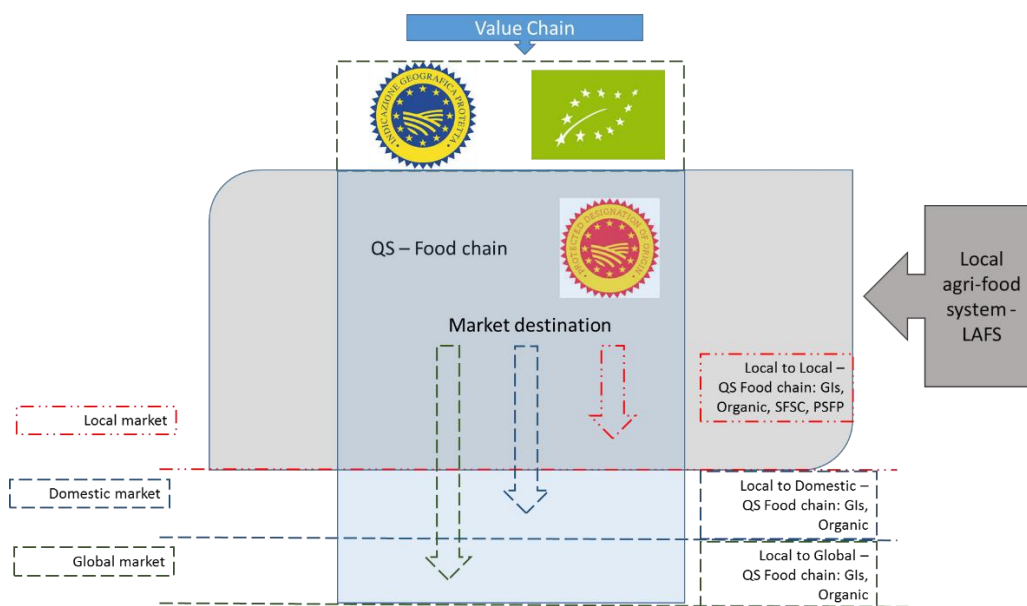 Value Chain
INDICAZIONE GEOGRAFICA PROTETTA
QS – Food chain
PROTECTED DESIGNATION OF ORIGIN
Local
agri-food
system -
LAFS
Market destination
Local to Local –
QS Food chain: GIs,
Organic, SFSC, PSFP
Local market
Domestic market
Local to Domestic –
QS Food chain: GIs,
Organic
Global market
Local to Global –
QS Food chain: GIs,
Organic